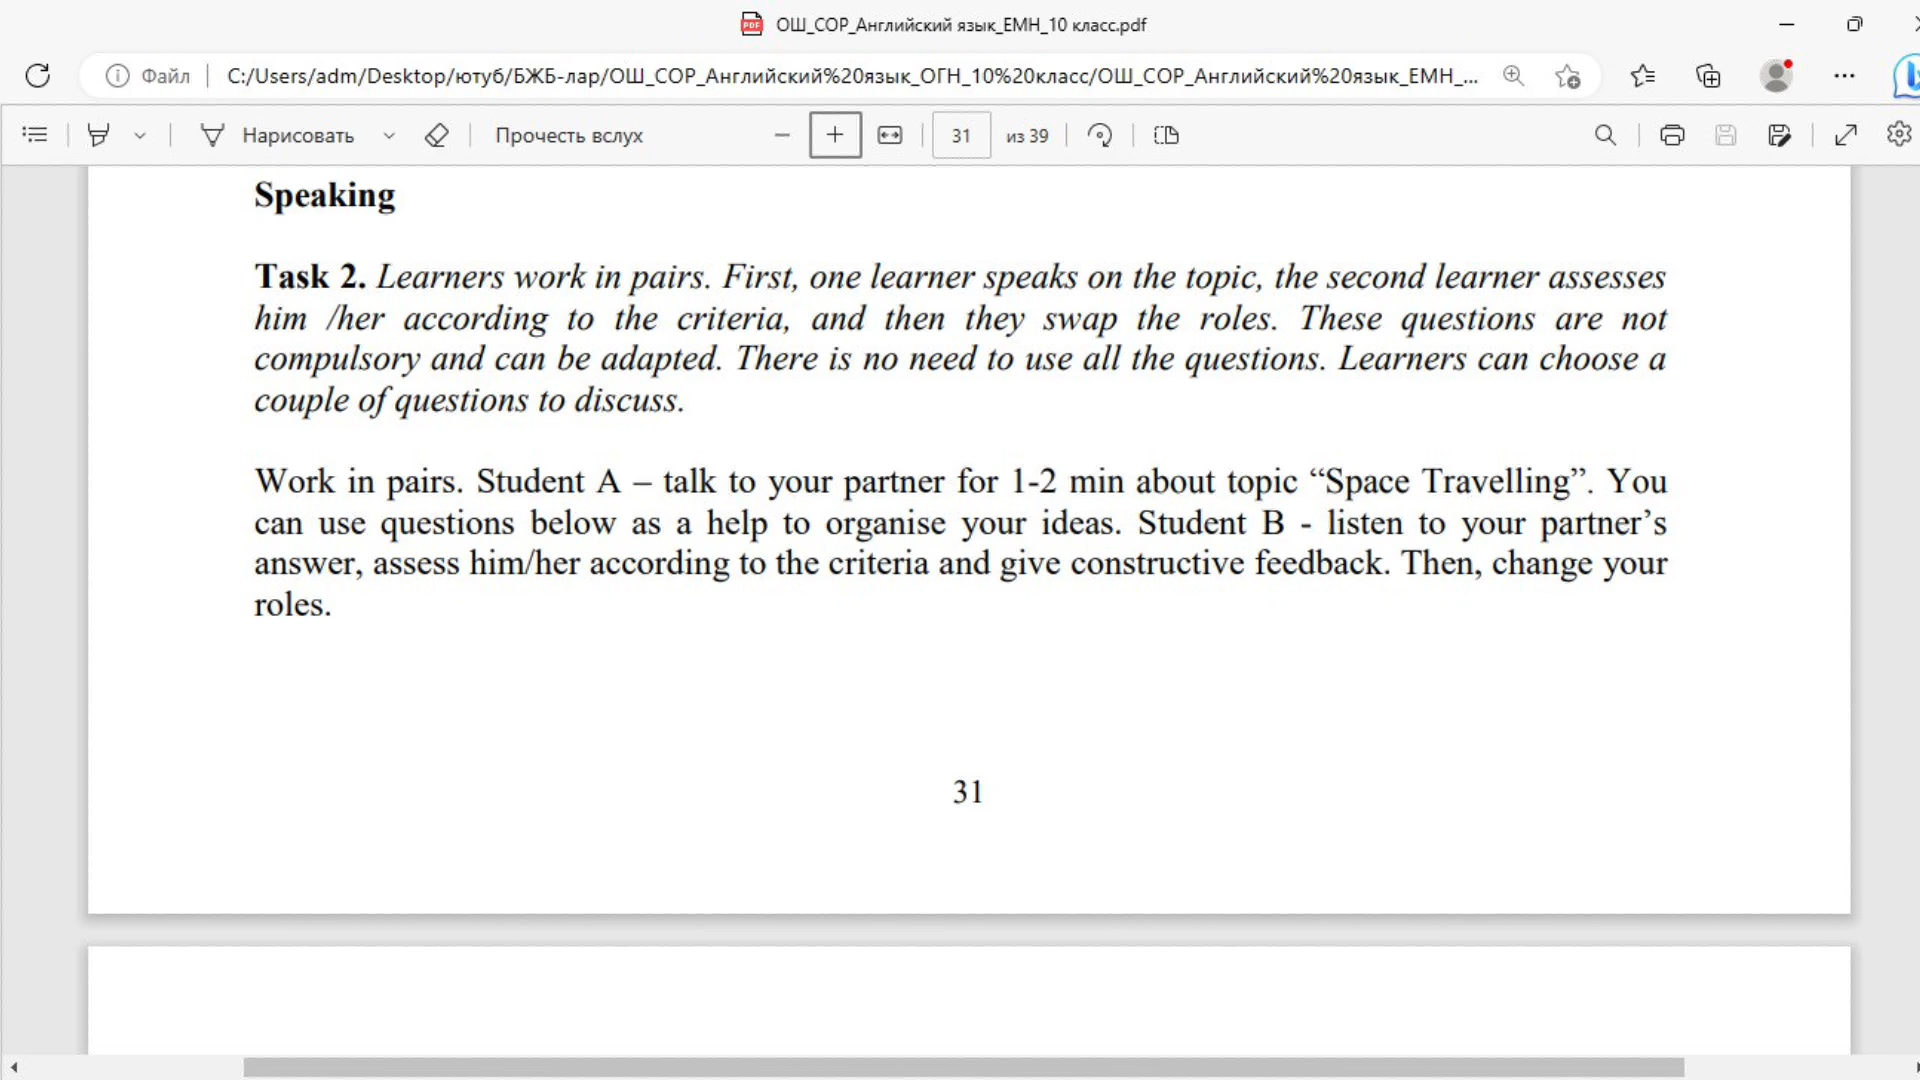 ОШ_СОР_Английский язык_ЕМН_10 класс.pdf
Файл C:/Users/adm/Desktop/ютуб/БЖБ-лар/ОШ_СОР_Английский%20язык_ОГН_10%20класс/ОШ_СОР_Английский%20язык_ЕМН_...
Нарисовать Прочесть вслух 31 из 39
Speaking
Task 2. Learners work in pairs. First, one learner speaks on the topic, the second learner assesses
him /her according to the criteria, and then they swap the roles. These questions are not
compulsory and can be adapted. There is no need to use all the questions. Learners can choose a
couple of questions to discuss.
Work in pairs. Student A – talk to your partner for 1-2 min about topic “Space Travelling”. You
can use questions below as a help to organise your ideas. Student B - listen to your partner’s
answer, assess him/her according to the criteria and give constructive feedback. Then, change your
roles.
31